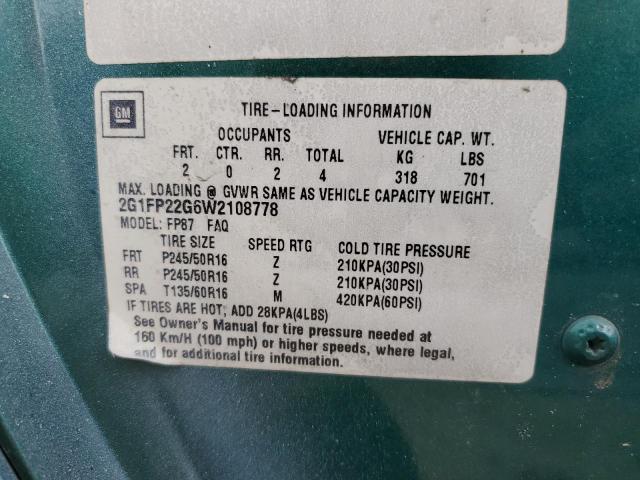 GM
TIRE-LOADING INFORMATION
OCCUPANTS VEHICLE CAP. WT.
FRT. CTR. RR. TOTAL KG LBS
2 0 2 4 318 701
MAX. LOADING @ GVWR SAME AS VEHICLE CAPACITY WEIGHT.
2G1FP22G6W2108778
MODEL: FP87 FAQ
TIRE SIZE SPEED RTG COLD TIRE PRESSURE
FRT P245/50R16 Z 210KPA(30PSI)
RR P245/50R16 Z 210KPA(30PSI)
SPA T135/60R16 M 420KPA(60PSI)
IF TIRES ARE HOT, ADD 28KPA(4LBS)
See Owner's Manual for tire pressure needed at
160 Km/H (100 mph) or higher speeds, where legal,
and for additional tire information.